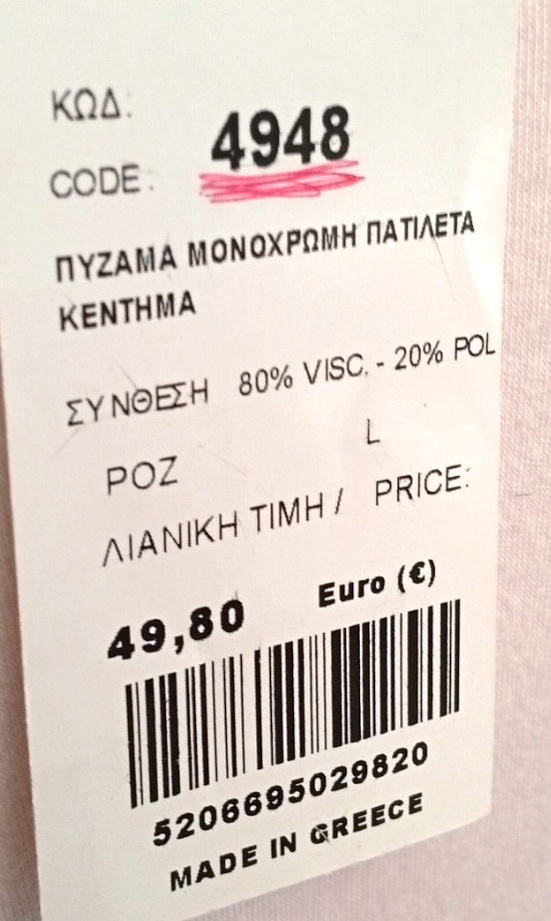 ΚΩΔ:
CODE: 4948
ΠΥΖΑΜΑ ΜΟΝΟΧΡΩΜΗ ΠΑΤΙΛΕΤΑ
ΚΕΝΤΗΜΑ
ΣΥΝΘΕΣΗ 80% VISC. - 20% POL
ΡΟΖ L
ΛΙΑΝΙΚΗ ΤΙΜΗ / PRICE:
49,80 Euro (€)
5206695029820
MADE IN GREECE